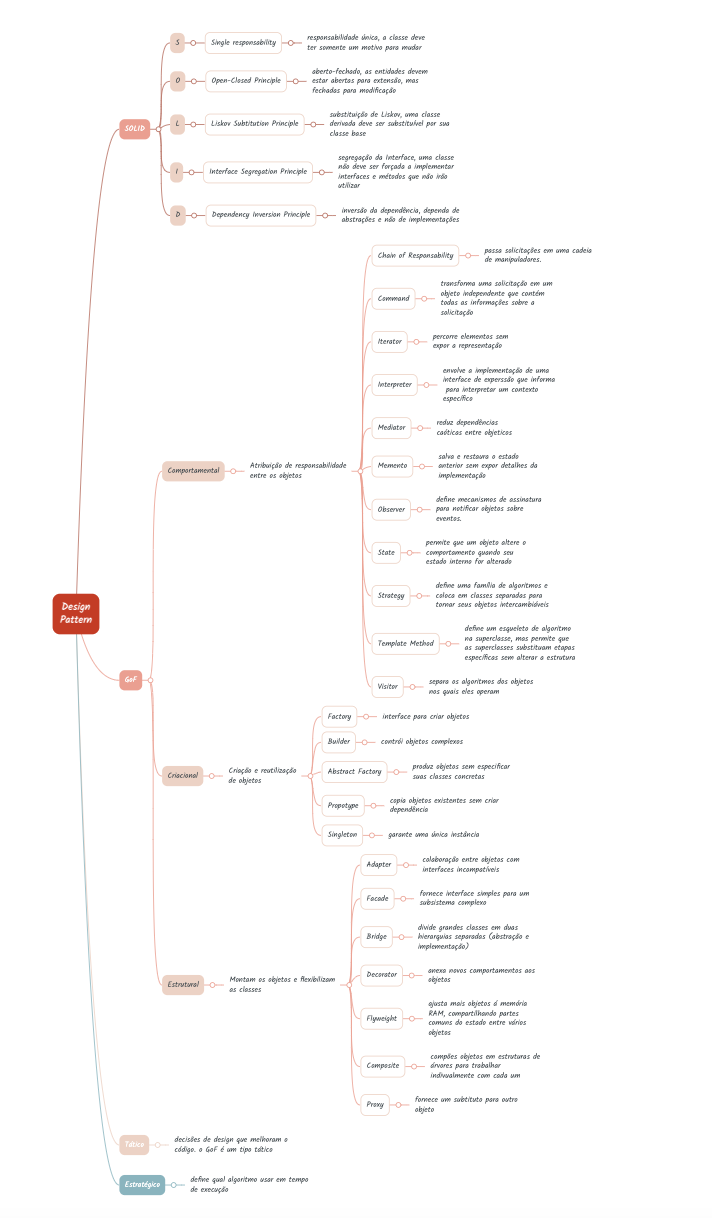 Design
Pattern
SOLID
S
Single responsability
responsabilidade única, a classe deve
ter somente um motivo para mudar
O
Open-Closed Principle
aberto-fechado, as entidades devem
estar abertas para extensão, mas
fechadas para modificação
L
Liskov Subtitution Principle
substituição de Liskov, uma classe
derivada deve ser substituível por sua
classe base
I
Interface Segregation Principle
segregação da Interface, uma classe
não deve ser forçada a implementar
interfaces e métodos que não irão
utilizar
D
Dependency Inversion Principle
inversão da dependência, dependa de
abstrações e não de implementações
GoF
Comportamental
Atribuição de responsabilidade
entre os objetos
Chain of Responsability
passa solicitações em uma cadeia
de manipuladores.
Command
transforma uma solicitação em um
objeto independente que contém
todas as informações sobre a
solicitação
Iterator
percorre elementos sem
expor a representação
Interpreter
envolve a implementação de uma
interface de experssão que informa
para interpretar um contexto
específico
Mediator
reduz dependências
caóticas entre objeticos
Memento
salva e restaura o estado
anterior sem expor detalhes da
implementação
Observer
define mecanismos de assinatura
para notificar objetos sobre
eventos.
State
permite que um objeto altere o
comportamento quando seu
estado interno for alterado
Strategy
define uma família de algoritmos e
coloca em classes separadas para
tornar seus objetos intercambiáveis
Template Method
define um esqueleto de algoritmo
na superclasse, mas permite que
as superclasses substituam etapas
específicas sem alterar a estrutura
Visitor
separa os algoritmos dos objetos
nos quais eles operam
Criacional
Criação e reutilização
de objetos
Factory
interface para criar objetos
Builder
contrói objetos complexos
Abstract Factory
produz objetos sem especificar
suas classes concretas
Propotype
copia objetos existentes sem criar
dependência
Singleton
garante uma única instância
Estrutural
Montam os objetos e flexibilizam
as classes
Adapter
colaboração entre objetos com
interfaces incompatíveis
Facade
fornece interface simples para um
subsistema complexo
Bridge
divide grandes classes em duas
hierarquias separadas (abstração e
implementação)
Decorator
anexa novos comportamentos aos
objetos
Flyweight
ajusta mais objetos á memória
RAM, compartilhando partes
comuns do estado entre vários
objetos
Composite
compões objetos em estruturas de
árvores para trabalhar
indivualmente com cada um
Proxy
fornece um subtituto para outro
objeto
Tático
decisões de design que melhoram o
código. o GoF é um tipo tático
Estratégico
define qual algoritmo usar em tempo
de execução